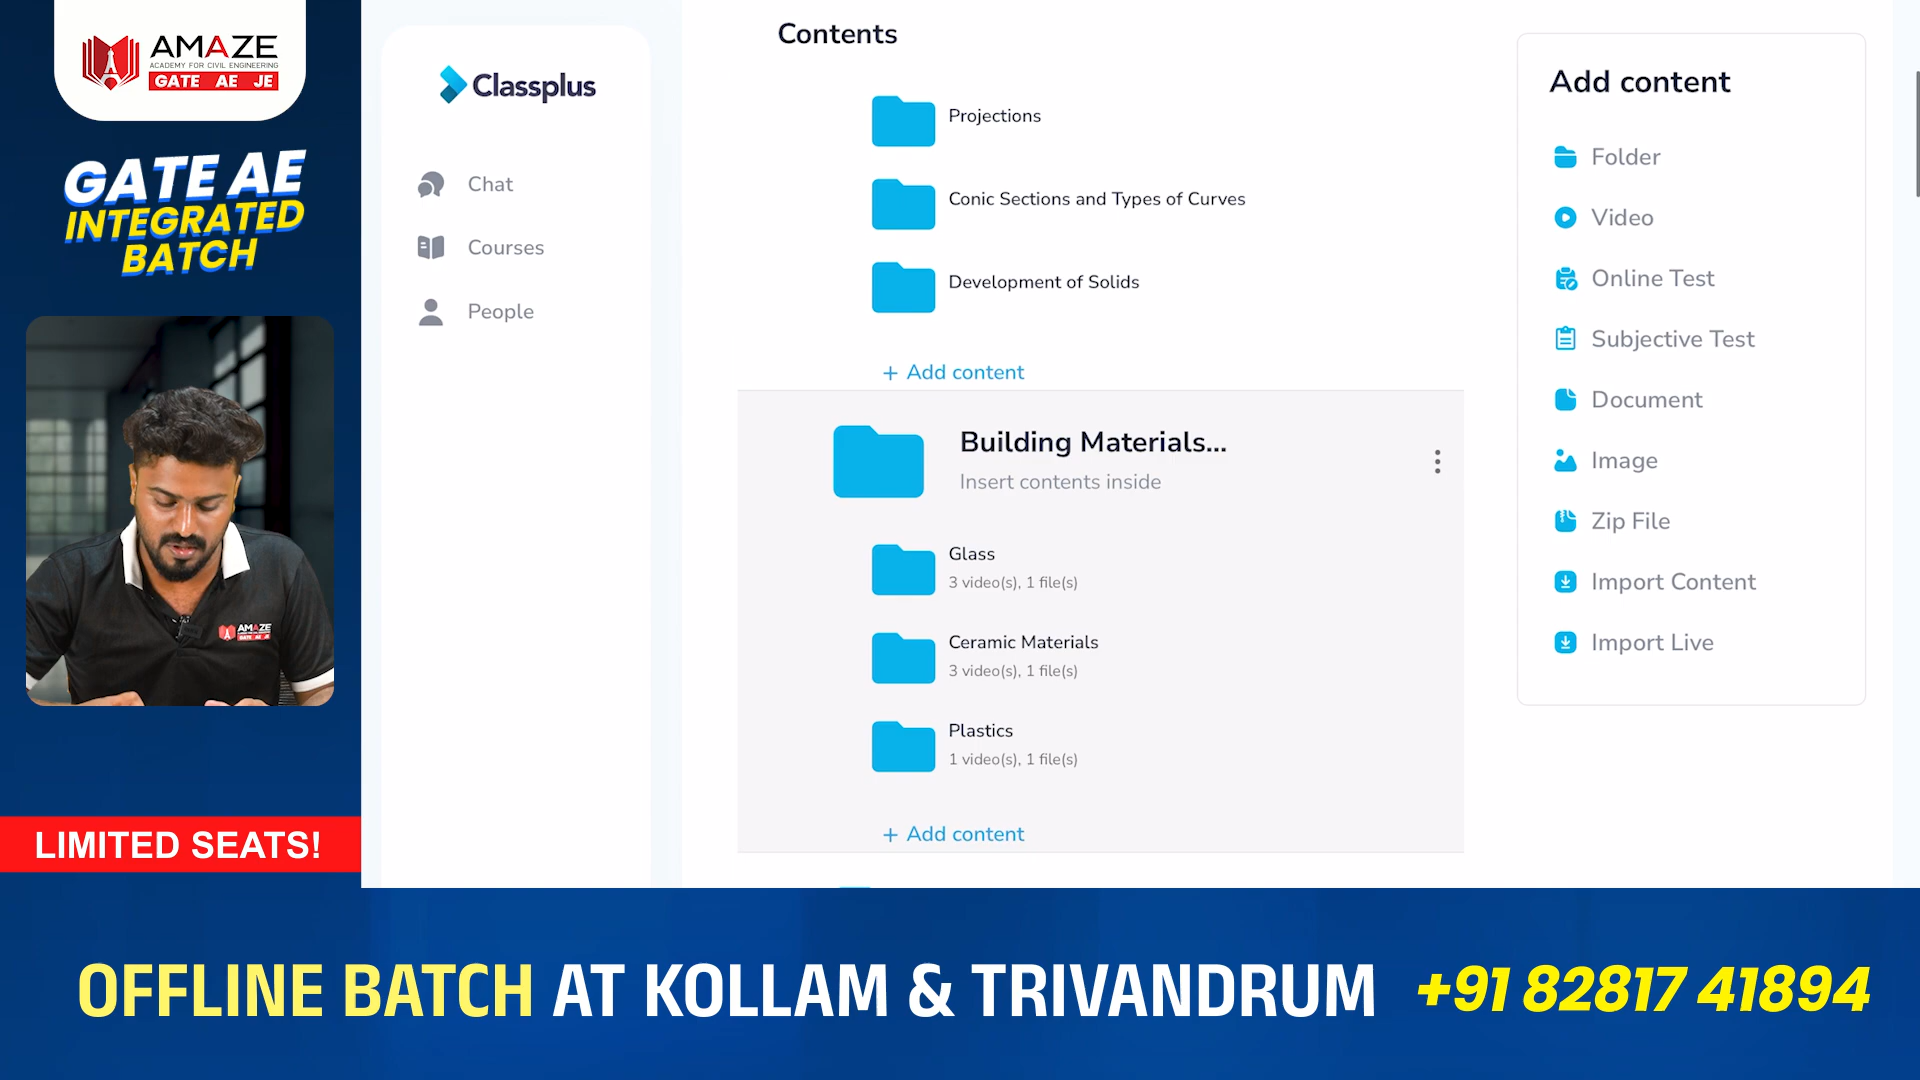 AMAZE
ACADEMY FOR CIVIL ENGINEERING
GATE AE JE
GATE AE
INTEGRATED
BATCH
AMAZE
GATE AE JE
LIMITED SEATS!
Classplus
Chat
Courses
People
Contents
Projections
Conic Sections and Types of Curves
Development of Solids
+ Add content
Building Materials...
Insert contents inside
Glass
3 video(s), 1 file(s)
Ceramic Materials
3 video(s), 1 file(s)
Plastics
1 video(s), 1 file(s)
+ Add content
Add content
Folder
Video
Online Test
Subjective Test
Document
Image
Zip File
Import Content
Import Live
OFFLINE BATCH AT KOLLAM & TRIVANDRUM +91 82817 41894